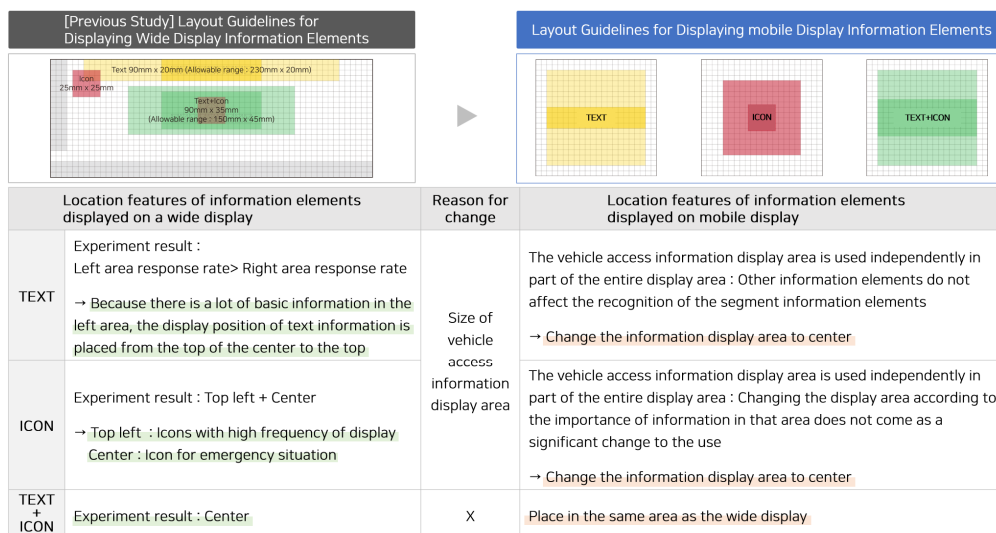 [Previous Study] Layout Guidelines for
Displaying Wide Display Information Elements
Layout Guidelines for Displaying mobile Display Information Elements
Text 90mm x 20mm (Allowable range : 230mm x 20mm)
Icon
25mm x 25mm
Text+Icon
90mm x 35mm
(Allowable range : 150mm x 45mm)
TEXT
ICON
TEXT+ICON
Location features of information elements
displayed on a wide display
Reason for
change
Location features of information elements
displayed on mobile display
TEXT
Experiment result :
Left area response rate> Right area response rate
→ Because there is a lot of basic information in the
left area, the display position of text information is
placed from the top of the center to the top
Size of
vehicle
access
information
display area
The vehicle access information display area is used independently in
part of the entire display area : Other information elements do not
affect the recognition of the segment information elements
→ Change the information display area to center
ICON
Experiment result : Top left + Center
→ Top left : Icons with high frequency of display
Center : Icon for emergency situation
The vehicle access information display area is used independently in
part of the entire display area : Changing the display area according to
the importance of information in that area does not come as a
significant change to the use
→ Change the information display area to center
TEXT
+
ICON
Experiment result : Center
X
Place in the same area as the wide display